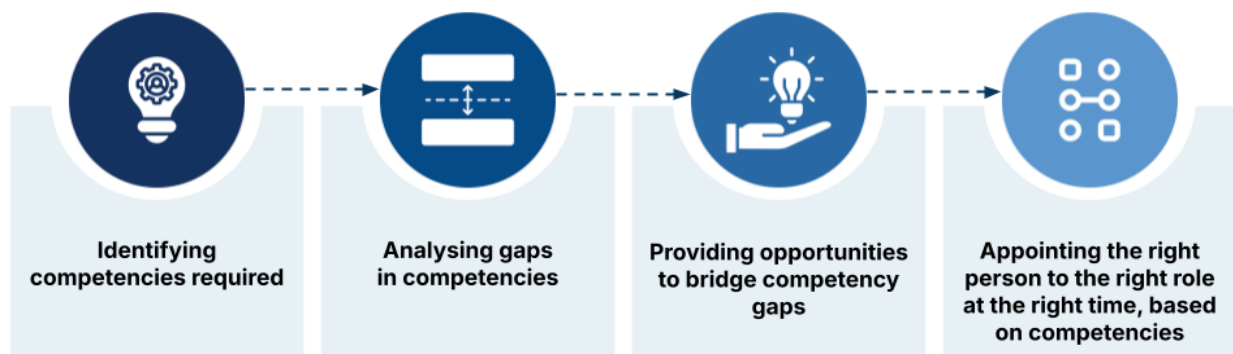 Identifying
competencies required
Analysing gaps
in competencies
Providing opportunities
to bridge competency
gaps
Appointing the right
person to the right role
at the right time, based
on competencies